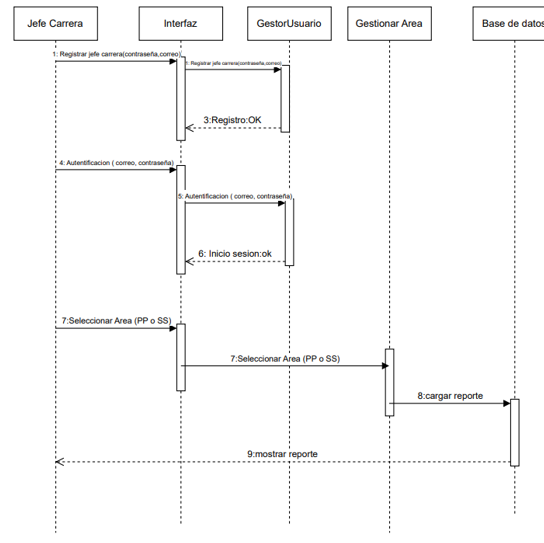 Jefe Carrera
Interfaz
GestorUsuario
Gestionar Area
Base de datos
1: Registrar jefe carrera(contraseña,correo)
1: Registrar jefe carrera(contraseña,correo)
3:Registro:OK
4: Autentificacion ( correo, contraseña)
5: Autentificacion ( correo, contraseña)
6: Inicio sesion:ok
7:Seleccionar Area (PP o SS)
7:Seleccionar Area (PP o SS)
8:cargar reporte
9:mostrar reporte